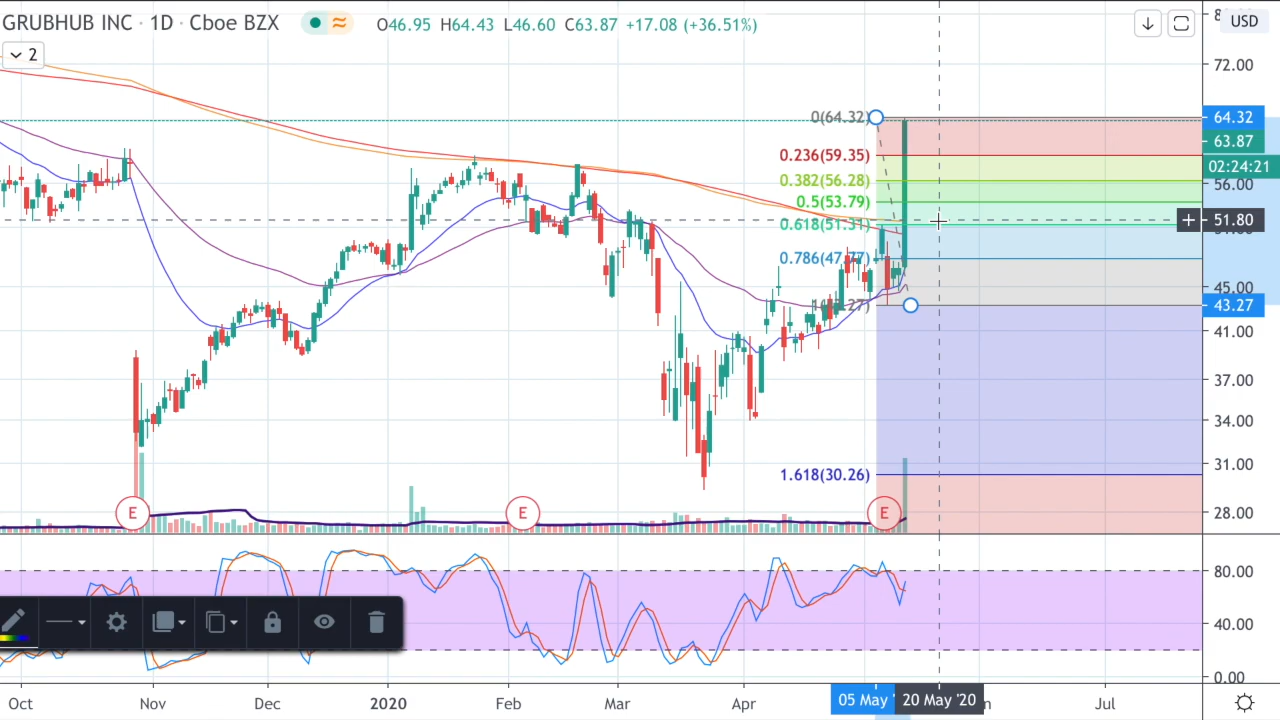 GRUBHUB INC · 1D · Cboe BZX
O46.95 H64.43 L46.60 C63.87 +17.08 (+36.51%)
USD
2
72.00
0(64.32)
64.32
63.87
0.236(59.35)
02:24:21
0.382(56.28)
56.00
0.5(53.79)
51.80
0.618(51.31)
0.786(47.77)
45.00
43.27
41.00
37.00
34.00
31.00
1.618(30.26)
28.00
E
E
E
80.00
40.00
0.00
Oct
Nov
Dec
2020
Feb
Mar
Apr
05 May '
20 May '20
Jul